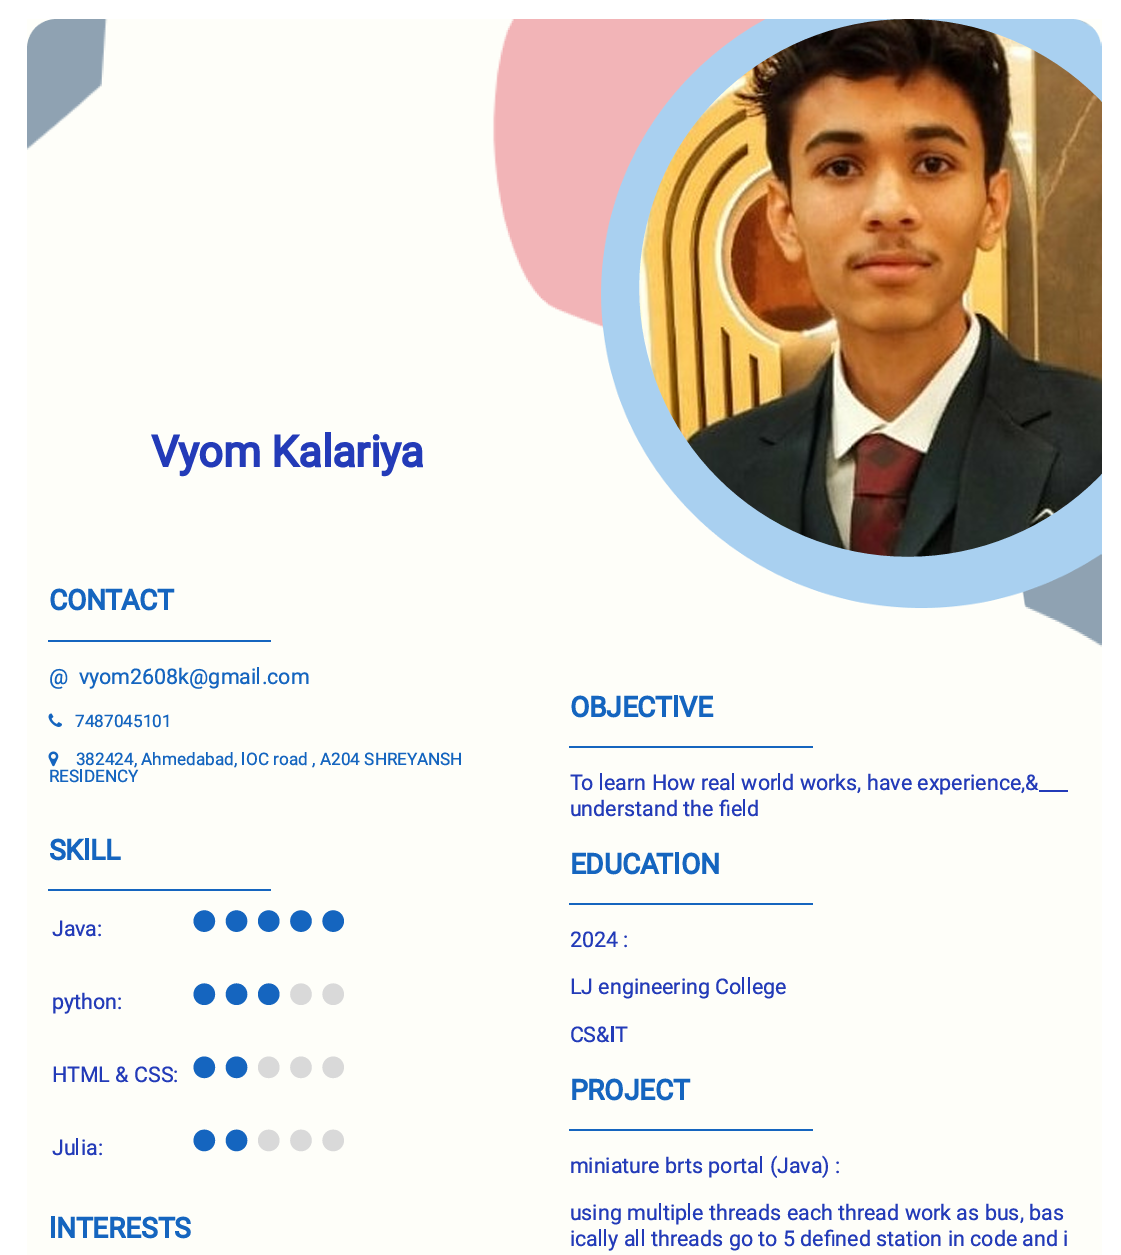 Vyom Kalariya
CONTACT
@ vyom2608k@gmail.com
7487045101
382424, Ahmedabad, IOC road , A204 SHREYANSH
RESIDENCY
SKILL
Java:
python:
HTML & CSS:
Julia:
INTERESTS
OBJECTIVE
To learn How real world works, have experience,&___
understand the field
EDUCATION
2024 :
LJ engineering College
CS&IT
PROJECT
miniature brts portal (Java) :
using multiple threads each thread work as bus, bas
ically all threads go to 5 defined station in code and i